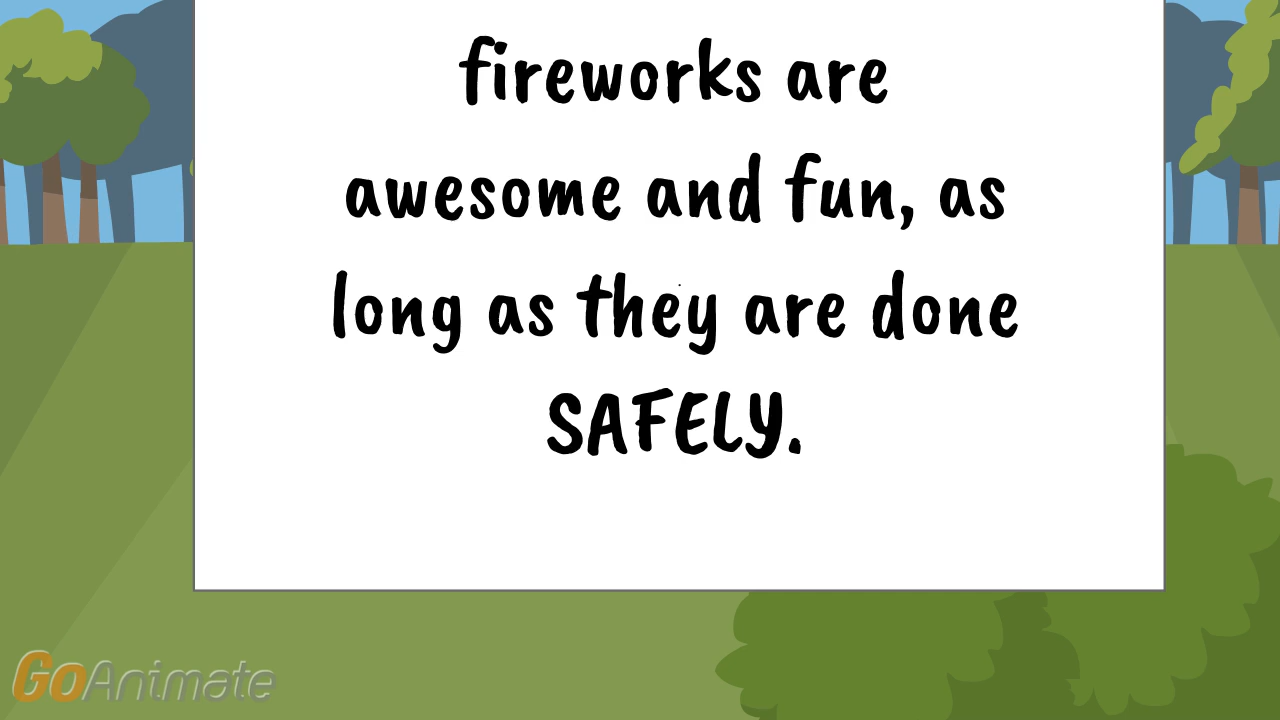 fireworks are
awesome and fun, as
long as they are done
SAFELY.
GoAnimate